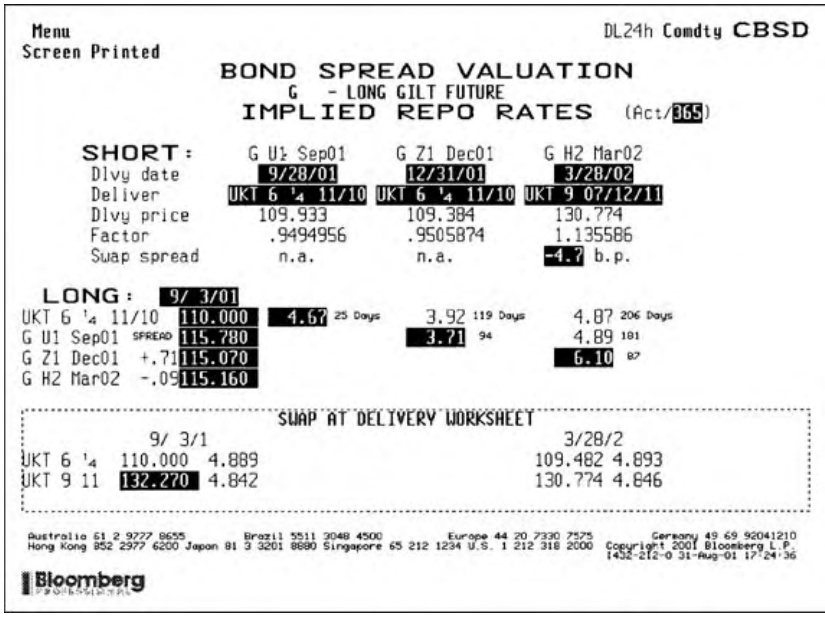 Menu DL24h Comdty CBSD
Screen Printed
BOND SPREAD VALUATION
G - LONG GILT FUTURE
IMPLIED REPO RATES (Act/365)
SHORT: G U1 Sep01 G Z1 Dec01 G H2 Mar02
Dlvy date 9/28/01 12/31/01 3/28/02
Deliver UKT 6 ¼ 11/10 UKT 6 ¼ 11/10 UKT 9 07/12/11
Dlvy price 109.933 109.384 130.774
Factor .9494956 .9505874 1.135586
Swap spread n.a. n.a. -4.7 b.p.
LONG: 9/ 3/01
UKT 6 ¼ 11/10 110.000 4.67 25 Days 3.92 119 Days 4.87 206 Days
G U1 Sep01 SPREAD 115.780 3.71 94 4.89 181
G Z1 Dec01 +.71 115.070 6.10 87
G H2 Mar02 -.09 115.160
SWAP AT DELIVERY WORKSHEET
9/ 3/1 3/28/2
UKT 6 ¼ 110.000 4.889 109.482 4.893
UKT 9 11 132.270 4.842 130.774 4.846
Australia 61 2 9777 8655 Brazil 5511 3048 4500 Europe 44 20 7330 7575 Germany 49 69 92041210
Hong Kong 852 2977 6200 Japan 81 3 3201 8880 Singapore 65 212 1234 U.S. 1 212 318 2000 Copyright 2001 Bloomberg L.P.
I432-212-0 31-Aug-01 17:24:36
Bloomberg
PROFESSIONAL